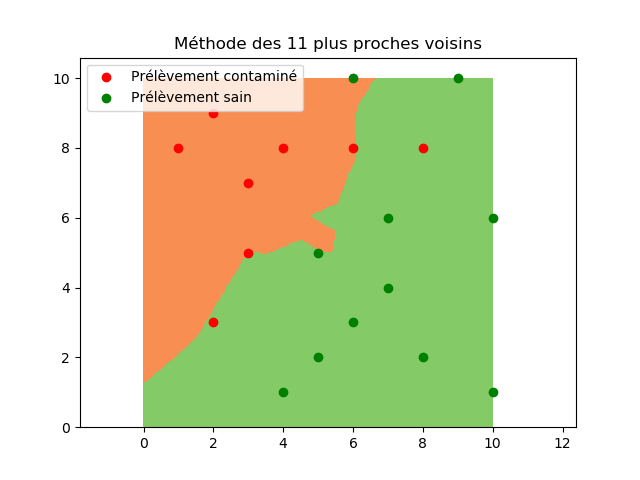 Méthode des 11 plus proches voisins
Prélèvement contaminé
Prélèvement sain
10
8
6
4
2
0
0 2 4 6 8 10 12